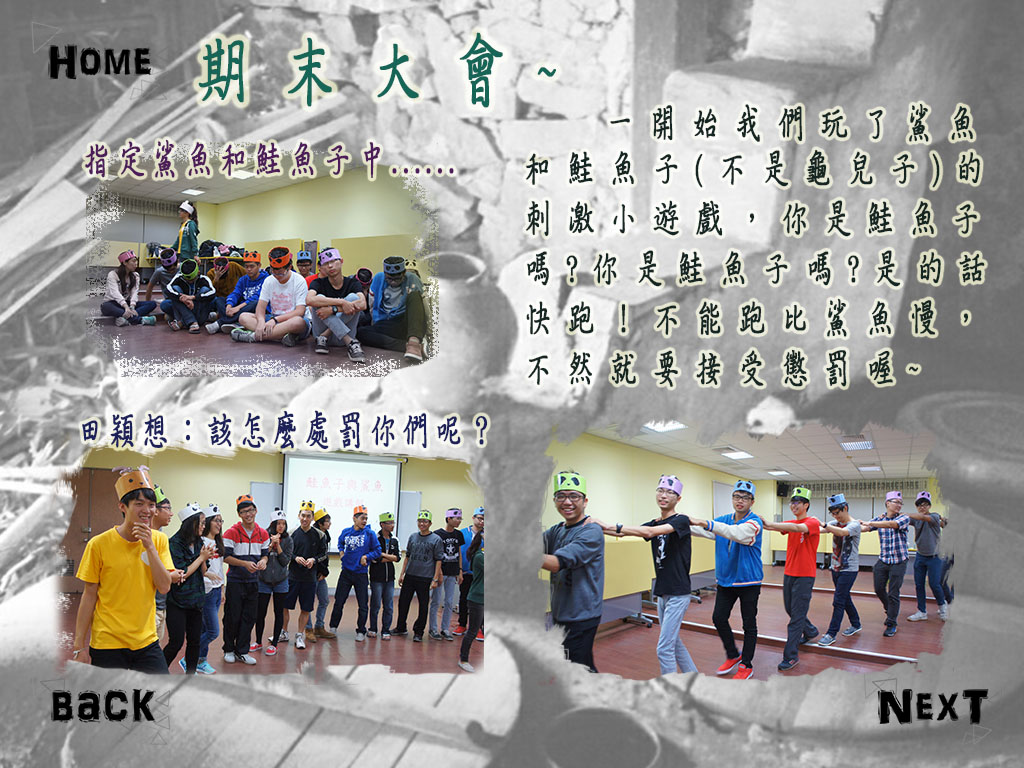 HOME
期末大會~
指定鯊魚和鮭魚子中......
一開始我們玩了鯊魚
和鮭魚子(不是龜兒子)的
刺激小遊戲，你是鮭魚子
嗎?你是鮭魚子嗎?是的話
快跑！不能跑比鯊魚慢，
不然就要接受懲罰喔~
田穎想：該怎麼處罰你們呢？
鮭魚子與鯊魚
遊戲講解
BACK
NEXT